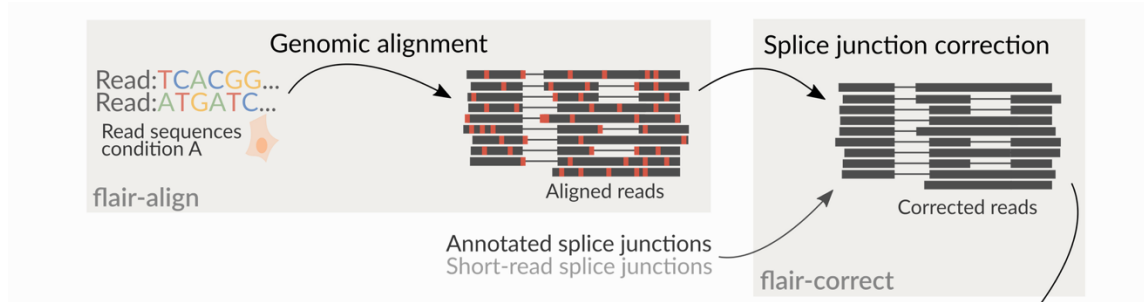 Genomic alignment
Read:TCACGG...
Read:ATGATC...
Read sequences
condition A
Aligned reads
flair-align
Splice junction correction
Corrected reads
Annotated splice junctions
Short-read splice junctions
flair-correct